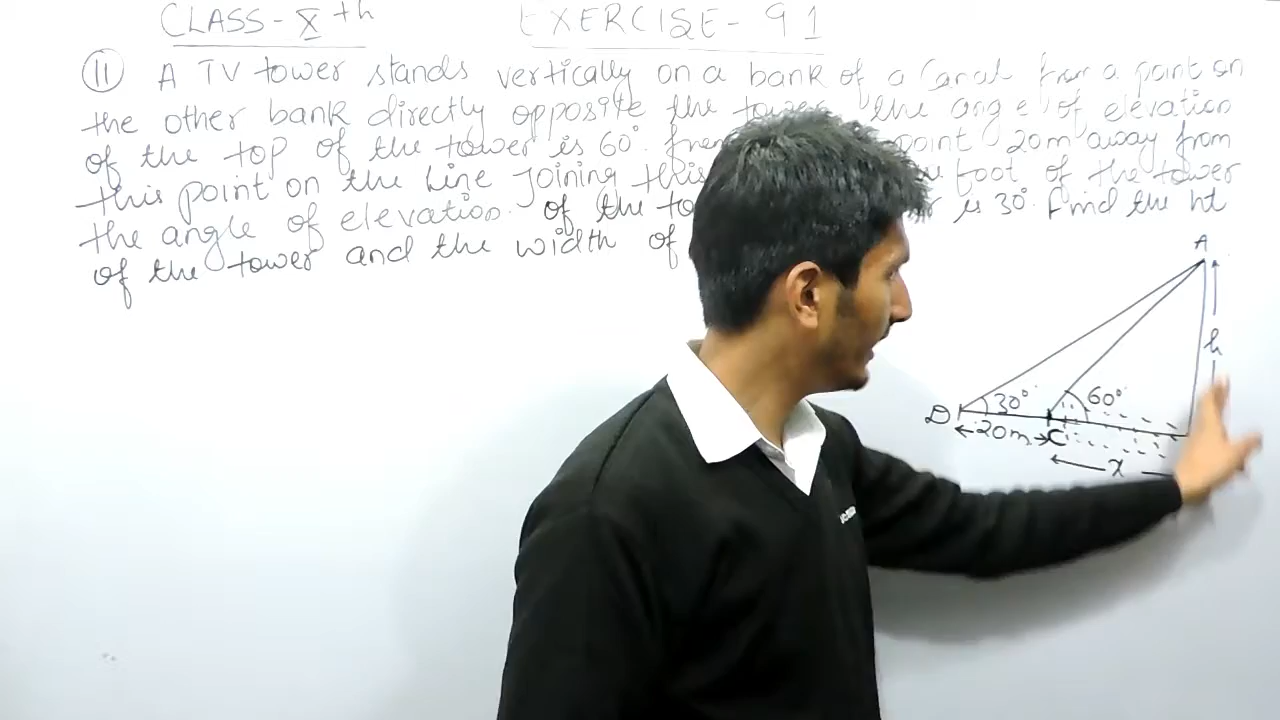 CLASS - Xth EXERCISE - 9.1
(11) A TV tower stands vertically on a bank of a Canal from a point on
the other bank directly opposite the tower, the angle of elevation
of the top of the tower is 60°. from point 20m away from
this point on the line joining this foot of the tower
the angle of elevation. of the is 30°. Find the ht
of the tower and the width of
A
h
30°
60°
D
20m
C
x